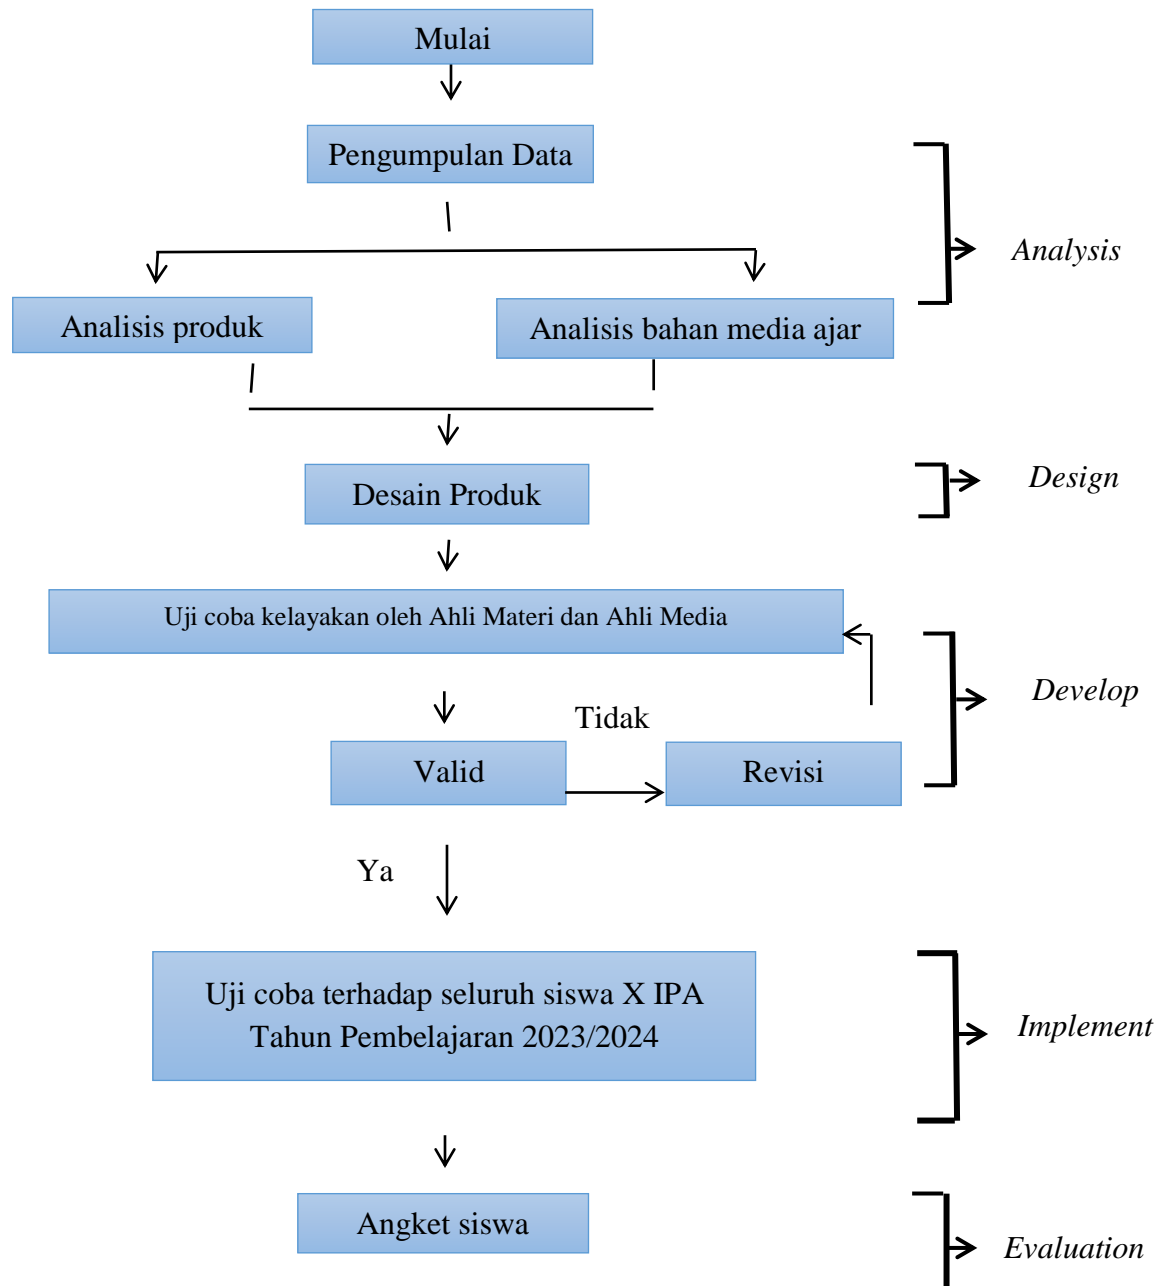 Mulai
Pengumpulan Data
Analysis
Analisis produk
Analisis bahan media ajar
Desain Produk
Design
Uji coba kelayakan oleh Ahli Materi dan Ahli Media
Develop
Tidak
Valid
Revisi
Ya
Uji coba terhadap seluruh siswa X IPA
Tahun Pembelajaran 2023/2024
Implement
Angket siswa
Evaluation